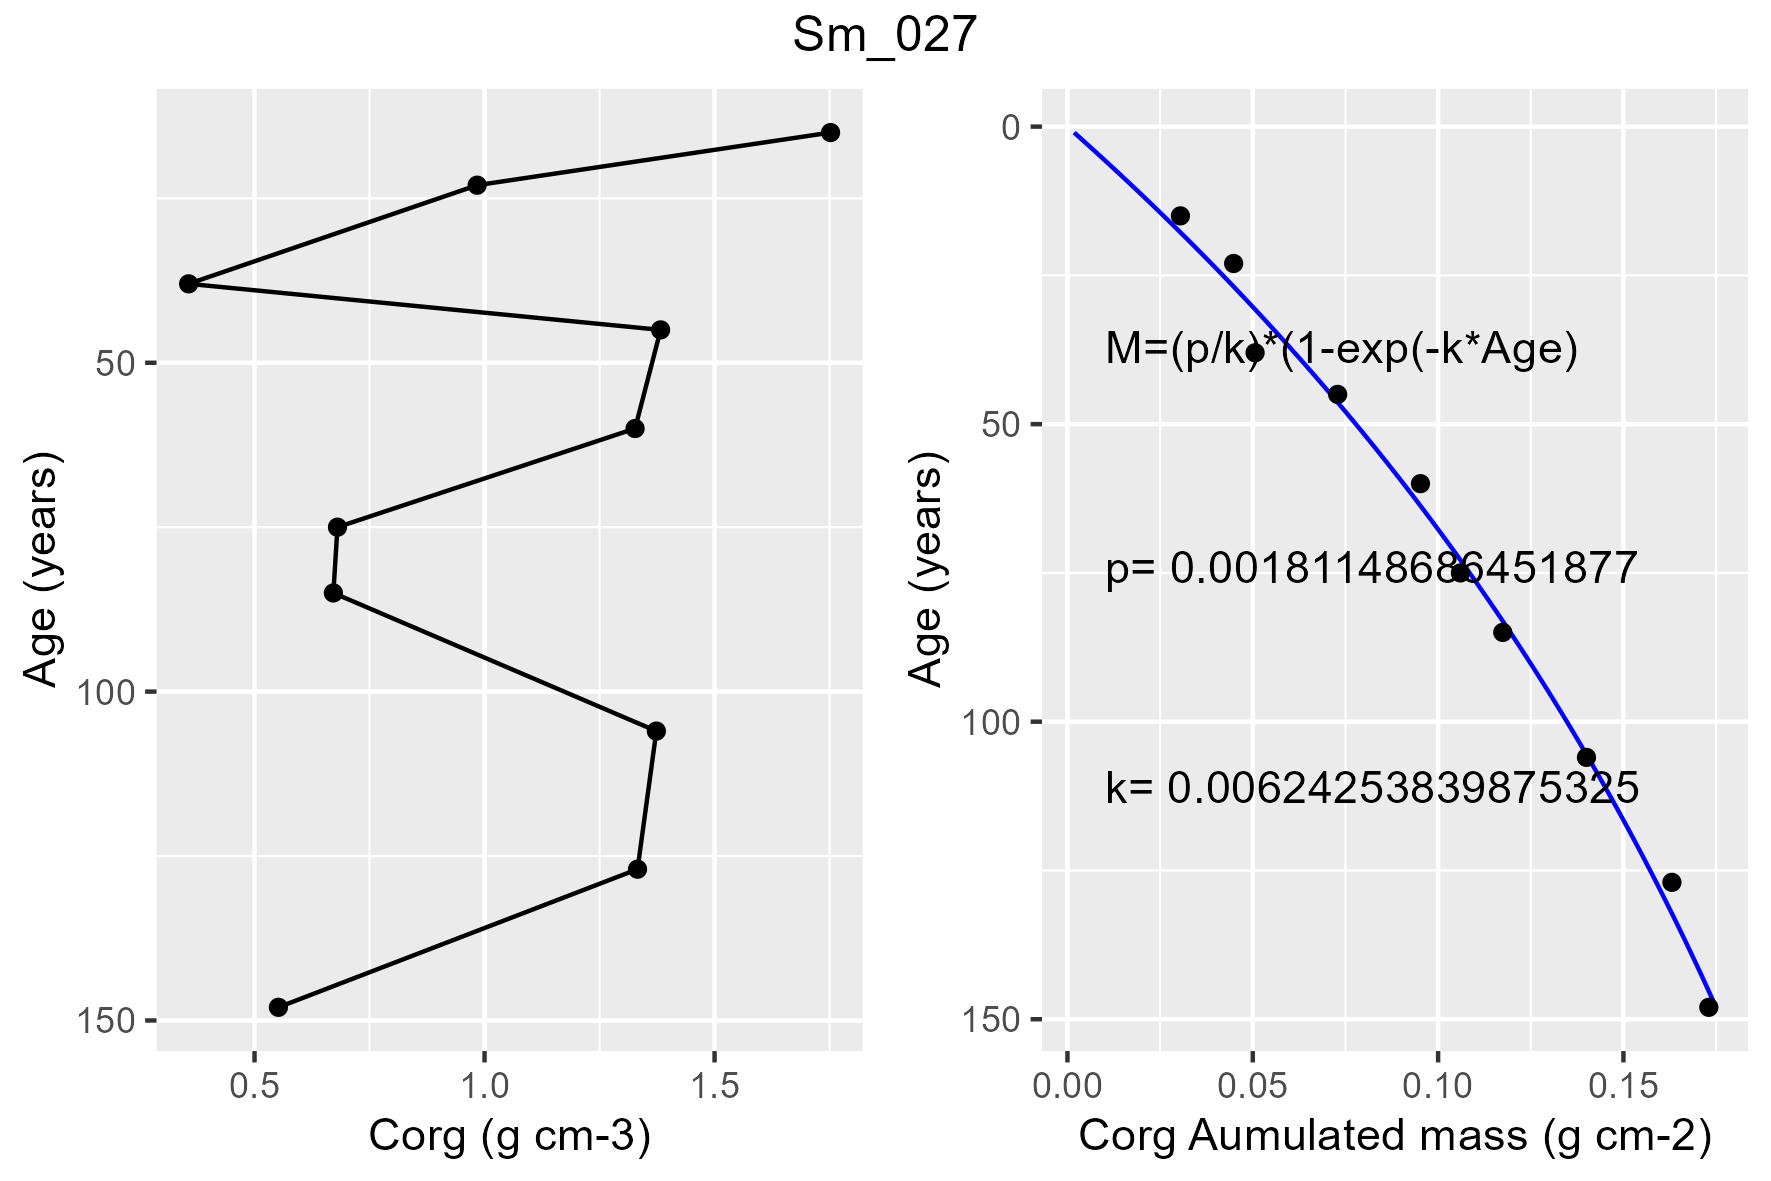 Sm_027
50
100
150
0.5
1.0
1.5
Age (years)
Corg (g cm-3)
0
50
100
150
0.00
0.05
0.10
0.15
Age (years)
Corg Aumulated mass (g cm-2)
M=(p/k)*(1-exp(-k*Age)
p= 0.00181148686451877
k= 0.00624253839875325